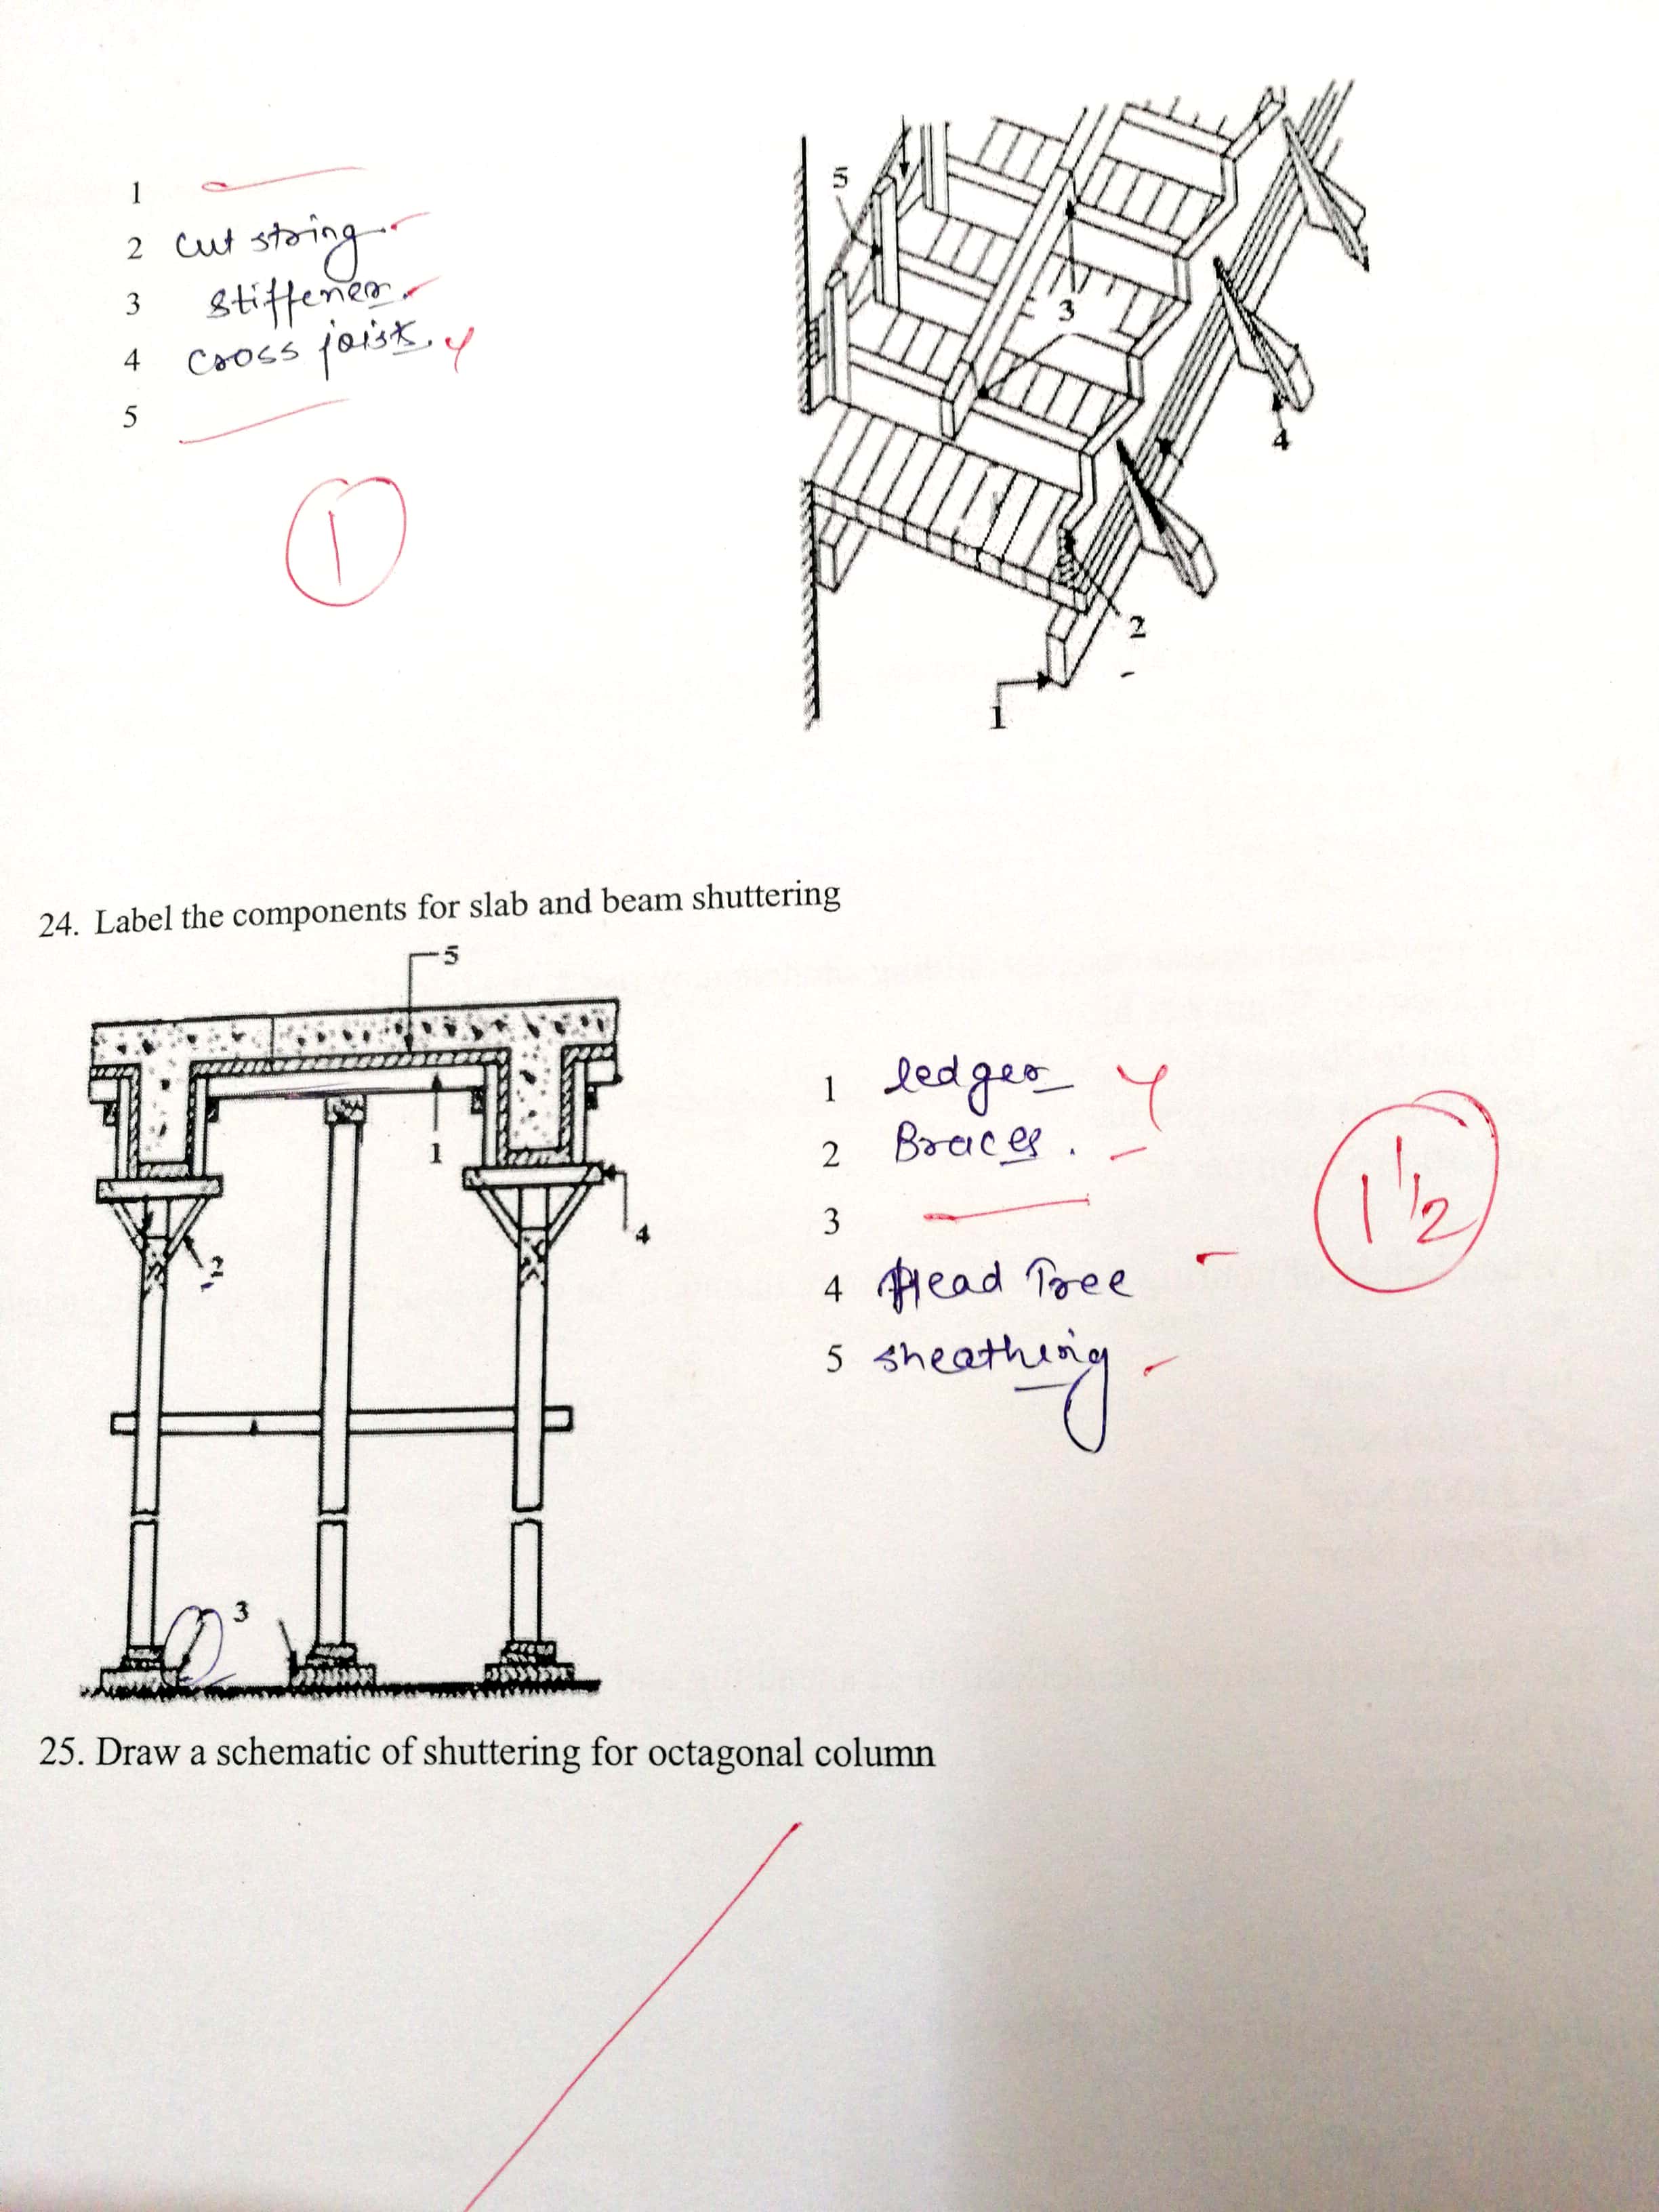 1
2 cut string
3 stiffener.
4 cross joist.
5
1
5
3
4
2
1
24. Label the components for slab and beam shuttering
5
1
4
2
3
1 ledger
2 Braces.
3
4 Head Tree
5 sheathing
1 1/2
25. Draw a schematic of shuttering for octagonal column